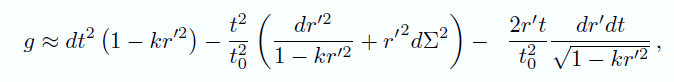 g ≈ dt² (1 − kr′²) − t²/t₀² ( dr′²/(1 − kr′²) + r′² dΣ² ) − 2r′t/t₀² dr′dt/√(1 − kr′²) ,